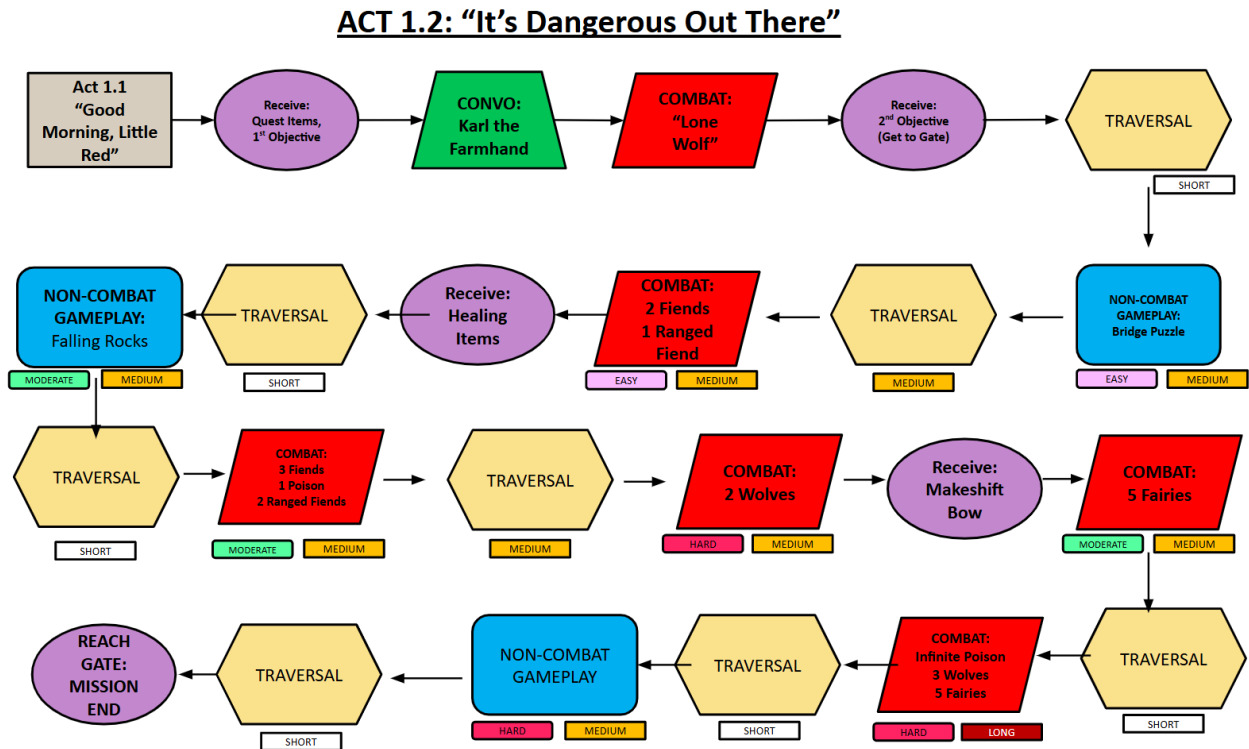 ACT 1.2: “It’s Dangerous Out There”
Act 1.1
“Good
Morning, Little
Red”
Receive:
Quest Items,
1st Objective
CONVO:
Karl the
Farmhand
COMBAT:
“Lone
Wolf”
Receive:
2nd Objective
(Get to Gate)
TRAVERSAL
SHORT
NON-COMBAT
GAMEPLAY:
Bridge Puzzle
EASY
MEDIUM
TRAVERSAL
MEDIUM
COMBAT:
2 Fiends
1 Ranged
Fiend
EASY
MEDIUM
Receive:
Healing
Items
TRAVERSAL
SHORT
NON-COMBAT
GAMEPLAY:
Falling Rocks
MODERATE
MEDIUM
TRAVERSAL
SHORT
COMBAT:
3 Fiends
1 Poison
2 Ranged Fiends
MODERATE
MEDIUM
TRAVERSAL
MEDIUM
COMBAT:
2 Wolves
HARD
MEDIUM
Receive:
Makeshift
Bow
COMBAT:
5 Fairies
MODERATE
MEDIUM
TRAVERSAL
SHORT
COMBAT:
Infinite Poison
3 Wolves
5 Fairies
HARD
LONG
TRAVERSAL
SHORT
NON-COMBAT
GAMEPLAY
HARD
MEDIUM
TRAVERSAL
SHORT
REACH
GATE:
MISSION
END